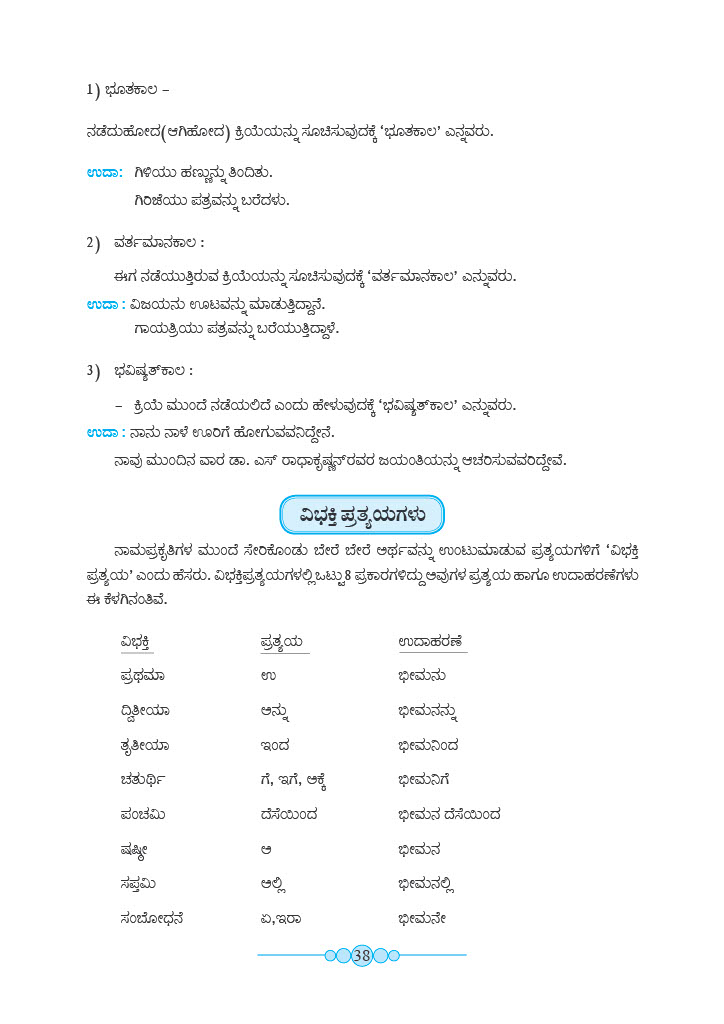 1) ಭೂತಕಾಲ –
ನಡೆದುಹೋದ(ಆಗಿಹೋದ) ಕ್ರಿಯೆಯನ್ನು ಸೂಚಿಸುವುದಕ್ಕೆ ‘ಭೂತಕಾಲ’ ಎನ್ನವರು.
ಉದಾ: ಗಿಳಿಯು ಹಣ್ಣುನ್ನು ತಿಂದಿತು.
ಗಿರಿಜೆಯು ಪತ್ರವನ್ನು ಬರೆದಳು.
2) ವರ್ತಮಾನಕಾಲ :
ಈಗ ನಡೆಯುತ್ತಿರುವ ಕ್ರಿಯೆಯನ್ನು ಸೂಚಿಸುವುದಕ್ಕೆ ‘ವರ್ತಮಾನಕಾಲ’ ಎನ್ನುವರು.
ಉದಾ : ವಿಜಯನು ಊಟವನ್ನು ಮಾಡುತ್ತಿದ್ದಾನೆ.
ಗಾಯತ್ರಿಯು ಪತ್ರವನ್ನು ಬರೆಯುತ್ತಿದ್ದಾಳೆ.
3) ಭವಿಷ್ಯತ್‌ಕಾಲ :
– ಕ್ರಿಯೆ ಮುಂದೆ ನಡೆಯಲಿದೆ ಎಂದು ಹೇಳುವುದಕ್ಕೆ ‘ಭವಿಷ್ಯತ್‌ಕಾಲ’ ಎನ್ನುವರು.
ಉದಾ : ನಾನು ನಾಳೆ ಊರಿಗೆ ಹೋಗುವವನಿದ್ದೇನೆ.
ನಾವು ಮುಂದಿನ ವಾರ ಡಾ. ಎಸ್ ರಾಧಾಕೃಷ್ಣನ್‌ರವರ ಜಯಂತಿಯನ್ನು ಆಚರಿಸುವವರಿದ್ದೇವೆ.
ವಿಭಕ್ತಿ ಪ್ರತ್ಯಯಗಳು
ನಾಮಪ್ರಕೃತಿಗಳ ಮುಂದೆ ಸೇರಿಕೊಂಡು ಬೇರೆ ಬೇರೆ ಅರ್ಥವನ್ನು ಉಂಟುಮಾಡುವ ಪ್ರತ್ಯಯಗಳಿಗೆ ‘ವಿಭಕ್ತಿ
ಪ್ರತ್ಯಯ’ ಎಂದು ಹೆಸರು. ವಿಭಕ್ತಿಪ್ರತ್ಯಯಗಳಲ್ಲಿ ಒಟ್ಟು 8 ಪ್ರಕಾರಗಳಿದ್ದು ಅವುಗಳ ಪ್ರತ್ಯಯ ಹಾಗೂ ಉದಾಹರಣೆಗಳು
ಈ ಕೆಳಗಿನಂತಿವೆ.
ವಿಭಕ್ತಿ ಪ್ರತ್ಯಯ ಉದಾಹರಣೆ
ಪ್ರಥಮಾ ಉ ಭೀಮನು
ದ್ವಿತೀಯಾ ಅನ್ನು ಭೀಮನನ್ನು
ತೃತೀಯಾ ಇಂದ ಭೀಮನಿಂದ
ಚತುರ್ಥಿ ಗೆ, ಇಗೆ, ಅಕ್ಕೆ ಭೀಮನಿಗೆ
ಪಂಚಮಿ ದೆಸೆಯಿಂದ ಭೀಮನ ದೆಸೆಯಿಂದ
ಷಷ್ಠೀ ಅ ಭೀಮನ
ಸಪ್ತಮಿ ಅಲ್ಲಿ ಭೀಮನಲ್ಲಿ
ಸಂಬೋಧನೆ ಏ,ಇರಾ ಭೀಮನೇ
38